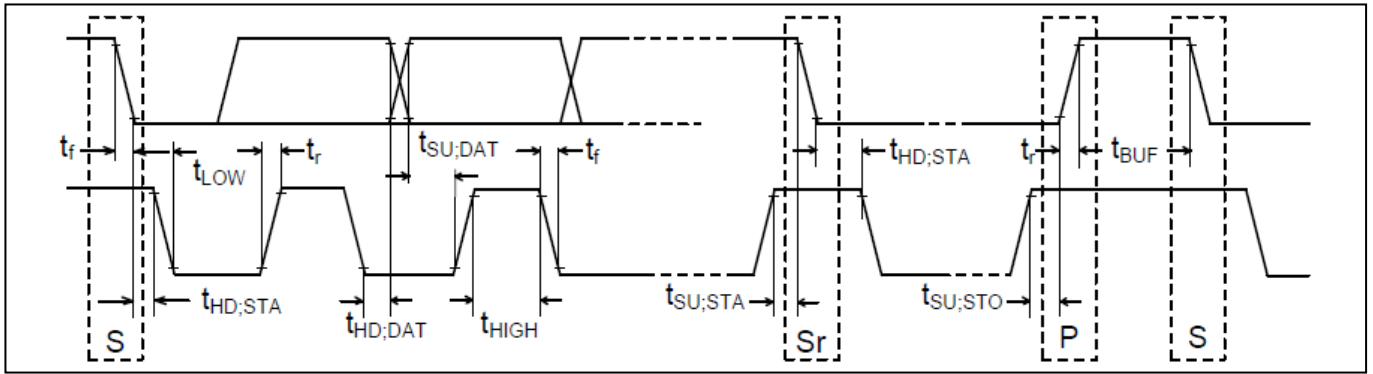 tf
tLOW
tr
tSU;DAT
tf
tHD;STA
tr
tBUF
tHD;STA
tHD;DAT
tHIGH
tSU;STA
tSU;STO
S
Sr
P
S